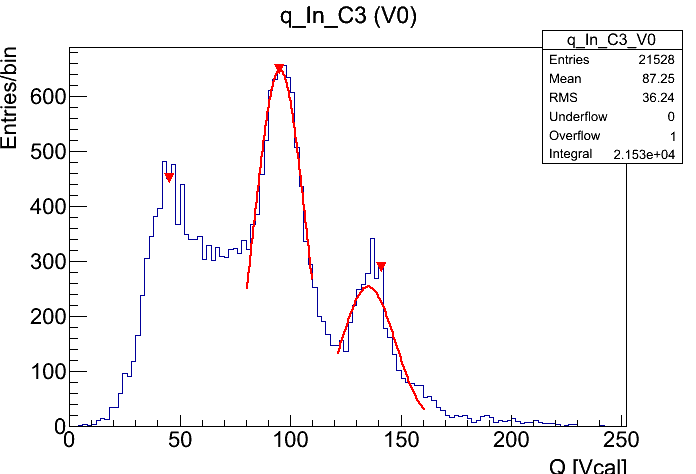 q_In_C3 (V0)
q_In_C3_V0
Entries 21528
Mean 87.25
RMS 36.24
Underflow 0
Overflow 1
Integral 2.153e+04
Entries/bin
600
500
400
300
200
100
0
0 50 100 150 200 250
Q [Vcal]